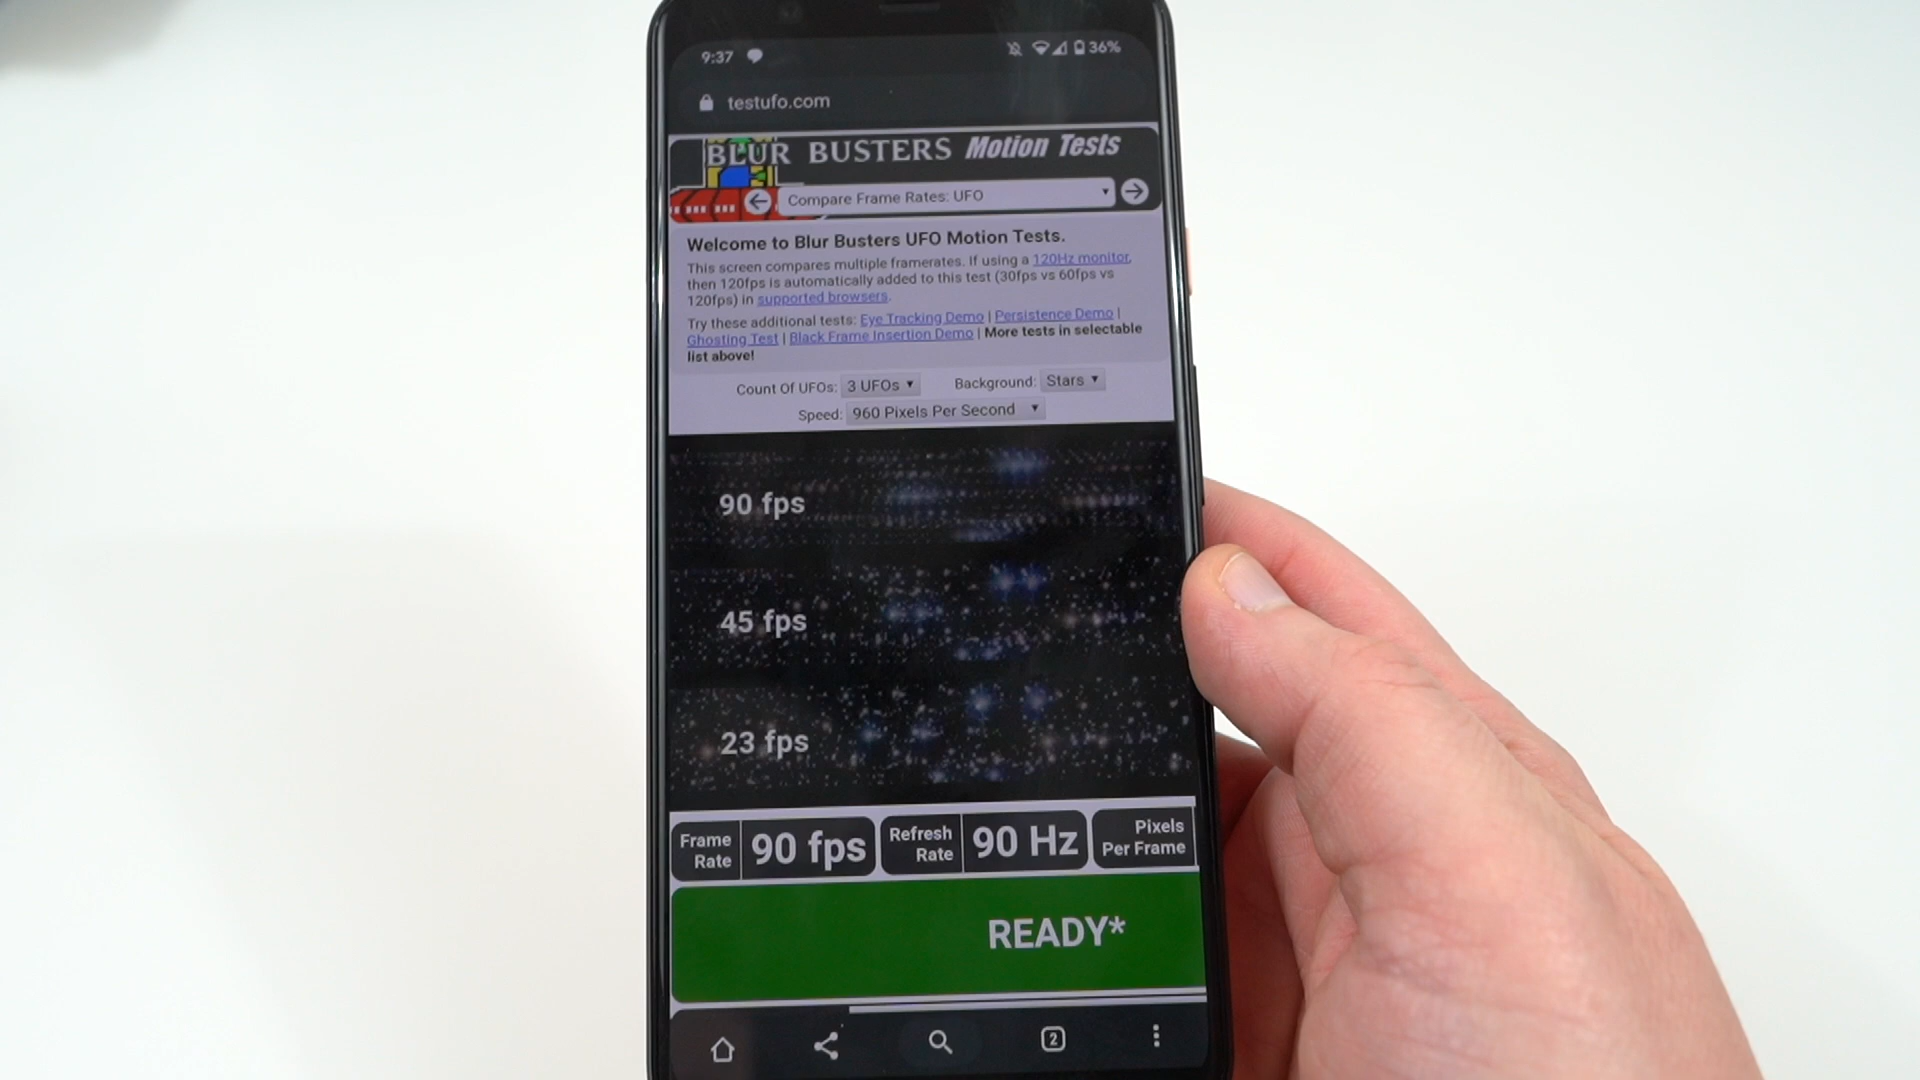 9:37 36%
testufo.com
BLUR BUSTERS Motion Tests
Compare Frame Rates: UFO
Welcome to Blur Busters UFO Motion Tests.
This screen compares multiple framerates. If using a 120Hz monitor,
then 120fps is automatically added to this test (30fps vs 60fps vs
120fps) in supported browsers.
Try these additional tests: Eye Tracking Demo | Persistence Demo |
Ghosting Test | Black Frame Insertion Demo | More tests in selectable
list above!
Count Of UFOs: 3 UFOs Background: Stars
Speed: 960 Pixels Per Second
90 fps
45 fps
23 fps
Frame
Rate
90 fps
Refresh
Rate
90 Hz
Pixels
Per Frame
READY*
2